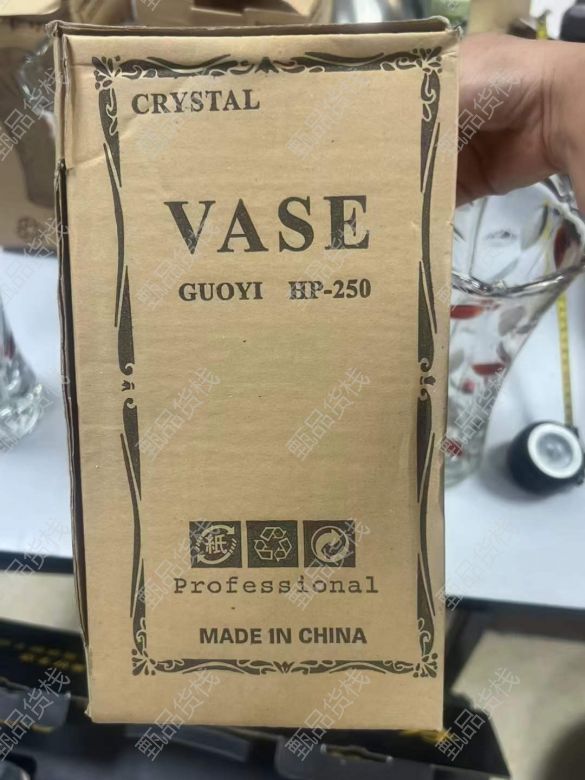 CRYSTAL
VASE
GUOYI HP-250
紙
Professional
MADE IN CHINA
甄品货栈